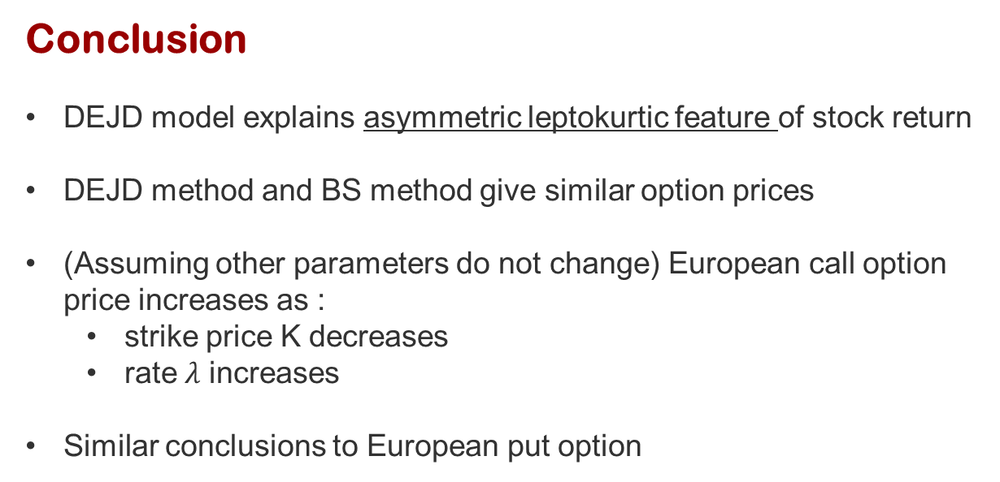 Conclusion
• DEJD model explains asymmetric leptokurtic feature of stock return
• DEJD method and BS method give similar option prices
• (Assuming other parameters do not change) European call option
price increases as :
• strike price K decreases
• rate 𝜆 increases
• Similar conclusions to European put option